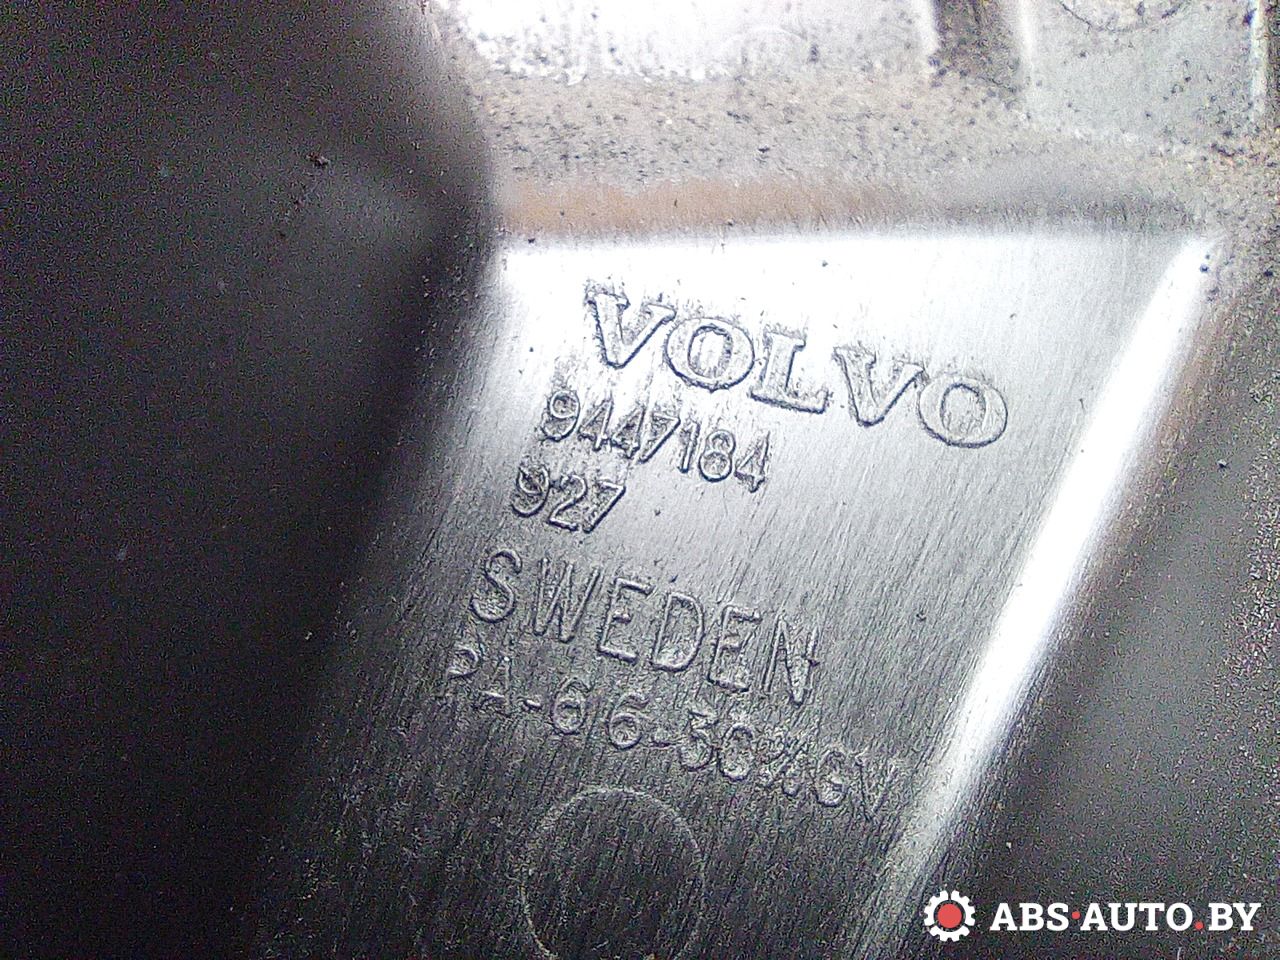 VOLVO
9447184
927
SWEDEN
PA-66-30%GV
ABS·AUTO.BY